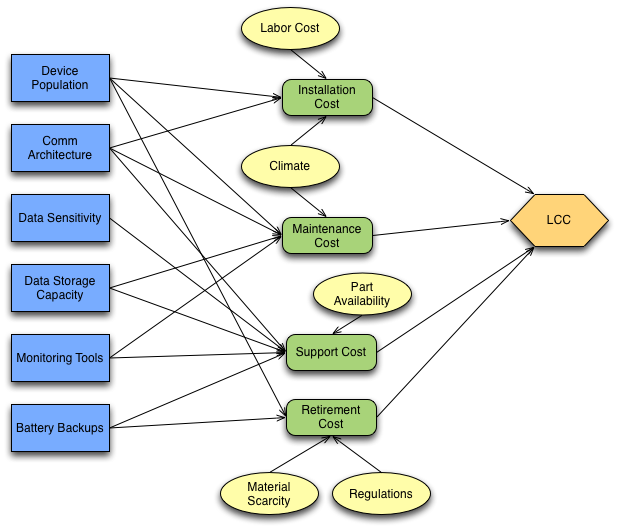 Labor Cost
Device
Population
Installation
Cost
Comm
Architecture
Climate
Data Sensitivity
Maintenance
Cost
LCC
Data Storage
Capacity
Part
Availability
Monitoring Tools
Support Cost
Battery Backups
Retirement
Cost
Material
Scarcity
Regulations